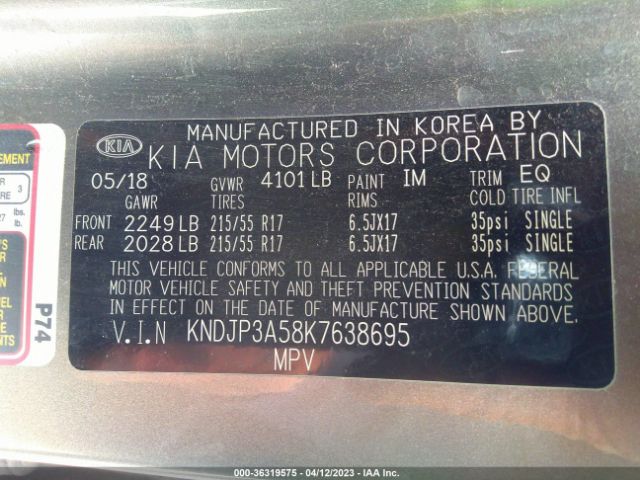 MANUFACTURED IN KOREA BY
KIA KIA MOTORS CORPORATION
05/18 GVWR 4101 LB PAINT IM TRIM EQ
GAWR TIRES RIMS COLD TIRE INFL
FRONT 2249 LB 215/55 R17 6.5JX17 35psi SINGLE
REAR 2028 LB 215/55 R17 6.5JX17 35psi SINGLE
THIS VEHICLE CONFORMS TO ALL APPLICABLE U.S.A. FEDERAL
MOTOR VEHICLE SAFETY AND THEFT PREVENTION STANDARDS
IN EFFECT ON THE DATE OF MANUFACTURE SHOWN ABOVE.
V.I.N KNDJP3A58K7638695
MPV
3
lbs.
lb.
P74
000-36319575 - 04/12/2023 - IAA Inc.